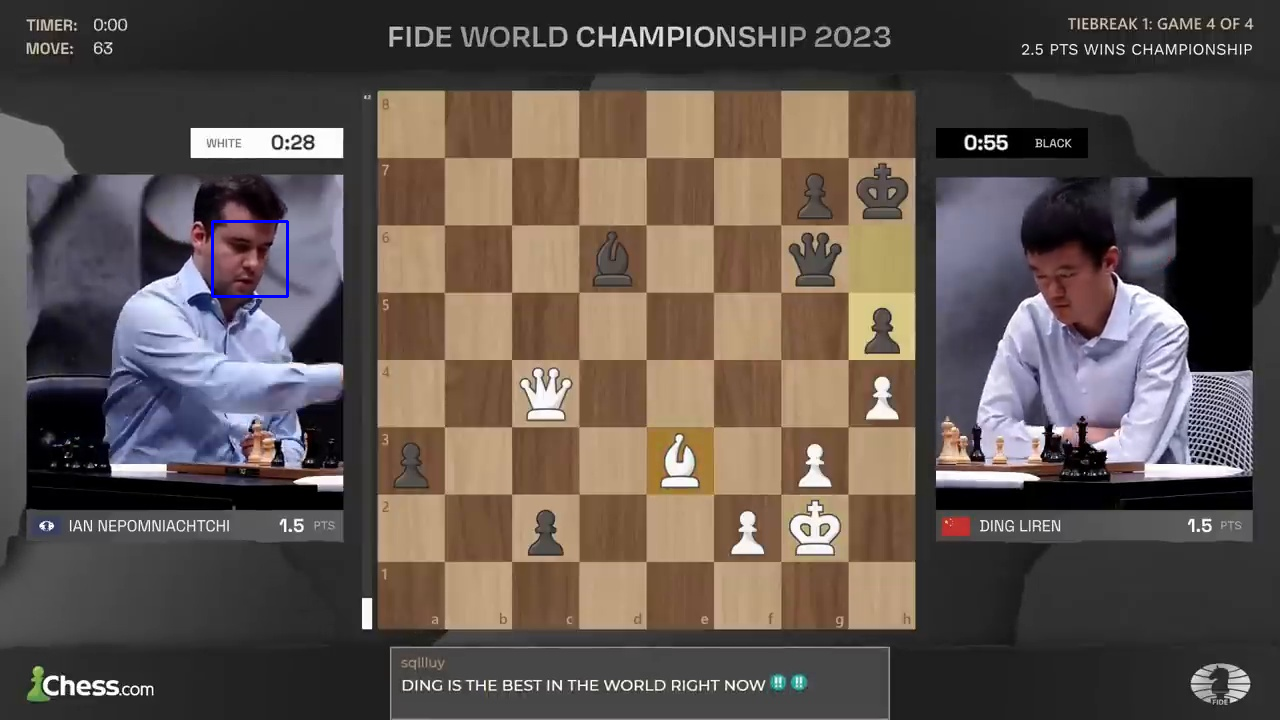 TIMER: 0:00
MOVE: 63
FIDE WORLD CHAMPIONSHIP 2023
TIEBREAK 1: GAME 4 OF 4
2.5 PTS WINS CHAMPIONSHIP
WHITE 0:28
0:55 BLACK
8
7
6
5
4
3
2
1
a b c d e f g h
IAN NEPOMNIACHTCHI 1.5 PTS
DING LIREN 1.5 PTS
sqllluy
DING IS THE BEST IN THE WORLD RIGHT NOW ‼ ‼
Chess.com
FIDE